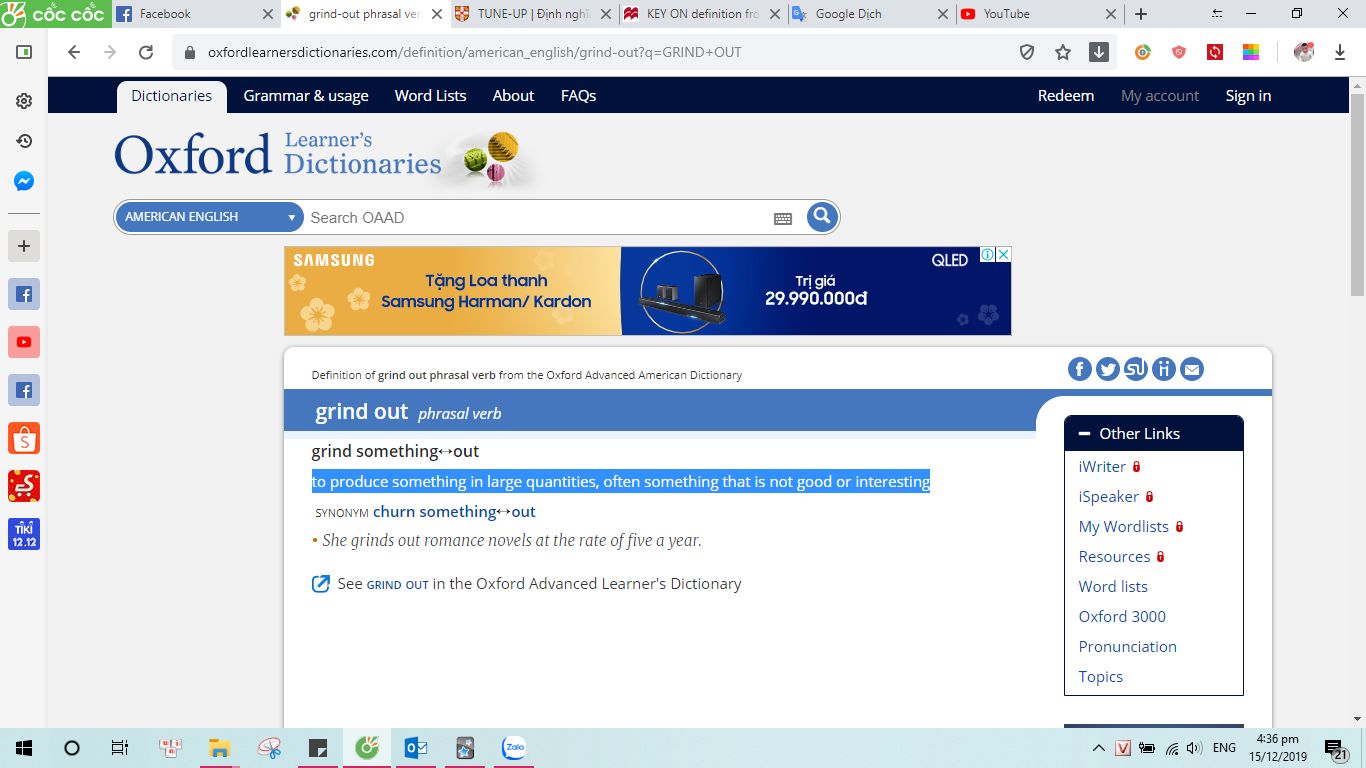 cốc cốc
Facebook
grind-out phrasal ver
TUNE-UP | Định nghĩ
KEY ON definition fro
Google Dịch
YouTube
oxfordlearnersdictionaries.com/definition/american_english/grind-out?q=GRIND+OUT
Dictionaries Grammar & usage Word Lists About FAQs Redeem My account Sign in
Oxford Learner's Dictionaries
AMERICAN ENGLISH Search OAAD
SAMSUNG
Tặng Loa thanh
Samsung Harman/ Kardon
Trị giá
29.990.000đ
QLED
Definition of grind out phrasal verb from the Oxford Advanced American Dictionary
grind out phrasal verb
grind something↔out
to produce something in large quantities, often something that is not good or interesting
SYNONYM churn something↔out
• She grinds out romance novels at the rate of five a year.
See GRIND OUT in the Oxford Advanced Learner's Dictionary
Other Links
iWriter
iSpeaker
My Wordlists
Resources
Word lists
Oxford 3000
Pronunciation
Topics
TIKI
12.12
Zalo
ENG
4:36 pm
15/12/2019
21